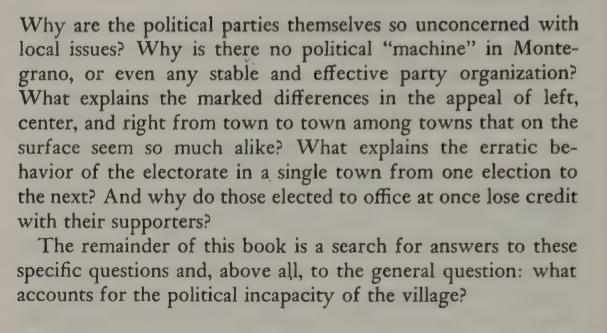 Why are the political parties themselves so unconcerned with
local issues? Why is there no political “machine” in Monte-
grano, or even any stable and effective party organization?
What explains the marked differences in the appeal of left,
center, and right from town to town among towns that on the
surface seem so much alike? What explains the erratic be-
havior of the electorate in a single town from one election to
the next? And why do those elected to office at once lose credit
with their supporters?
The remainder of this book is a search for answers to these
specific questions and, above all, to the general question: what
accounts for the political incapacity of the village?